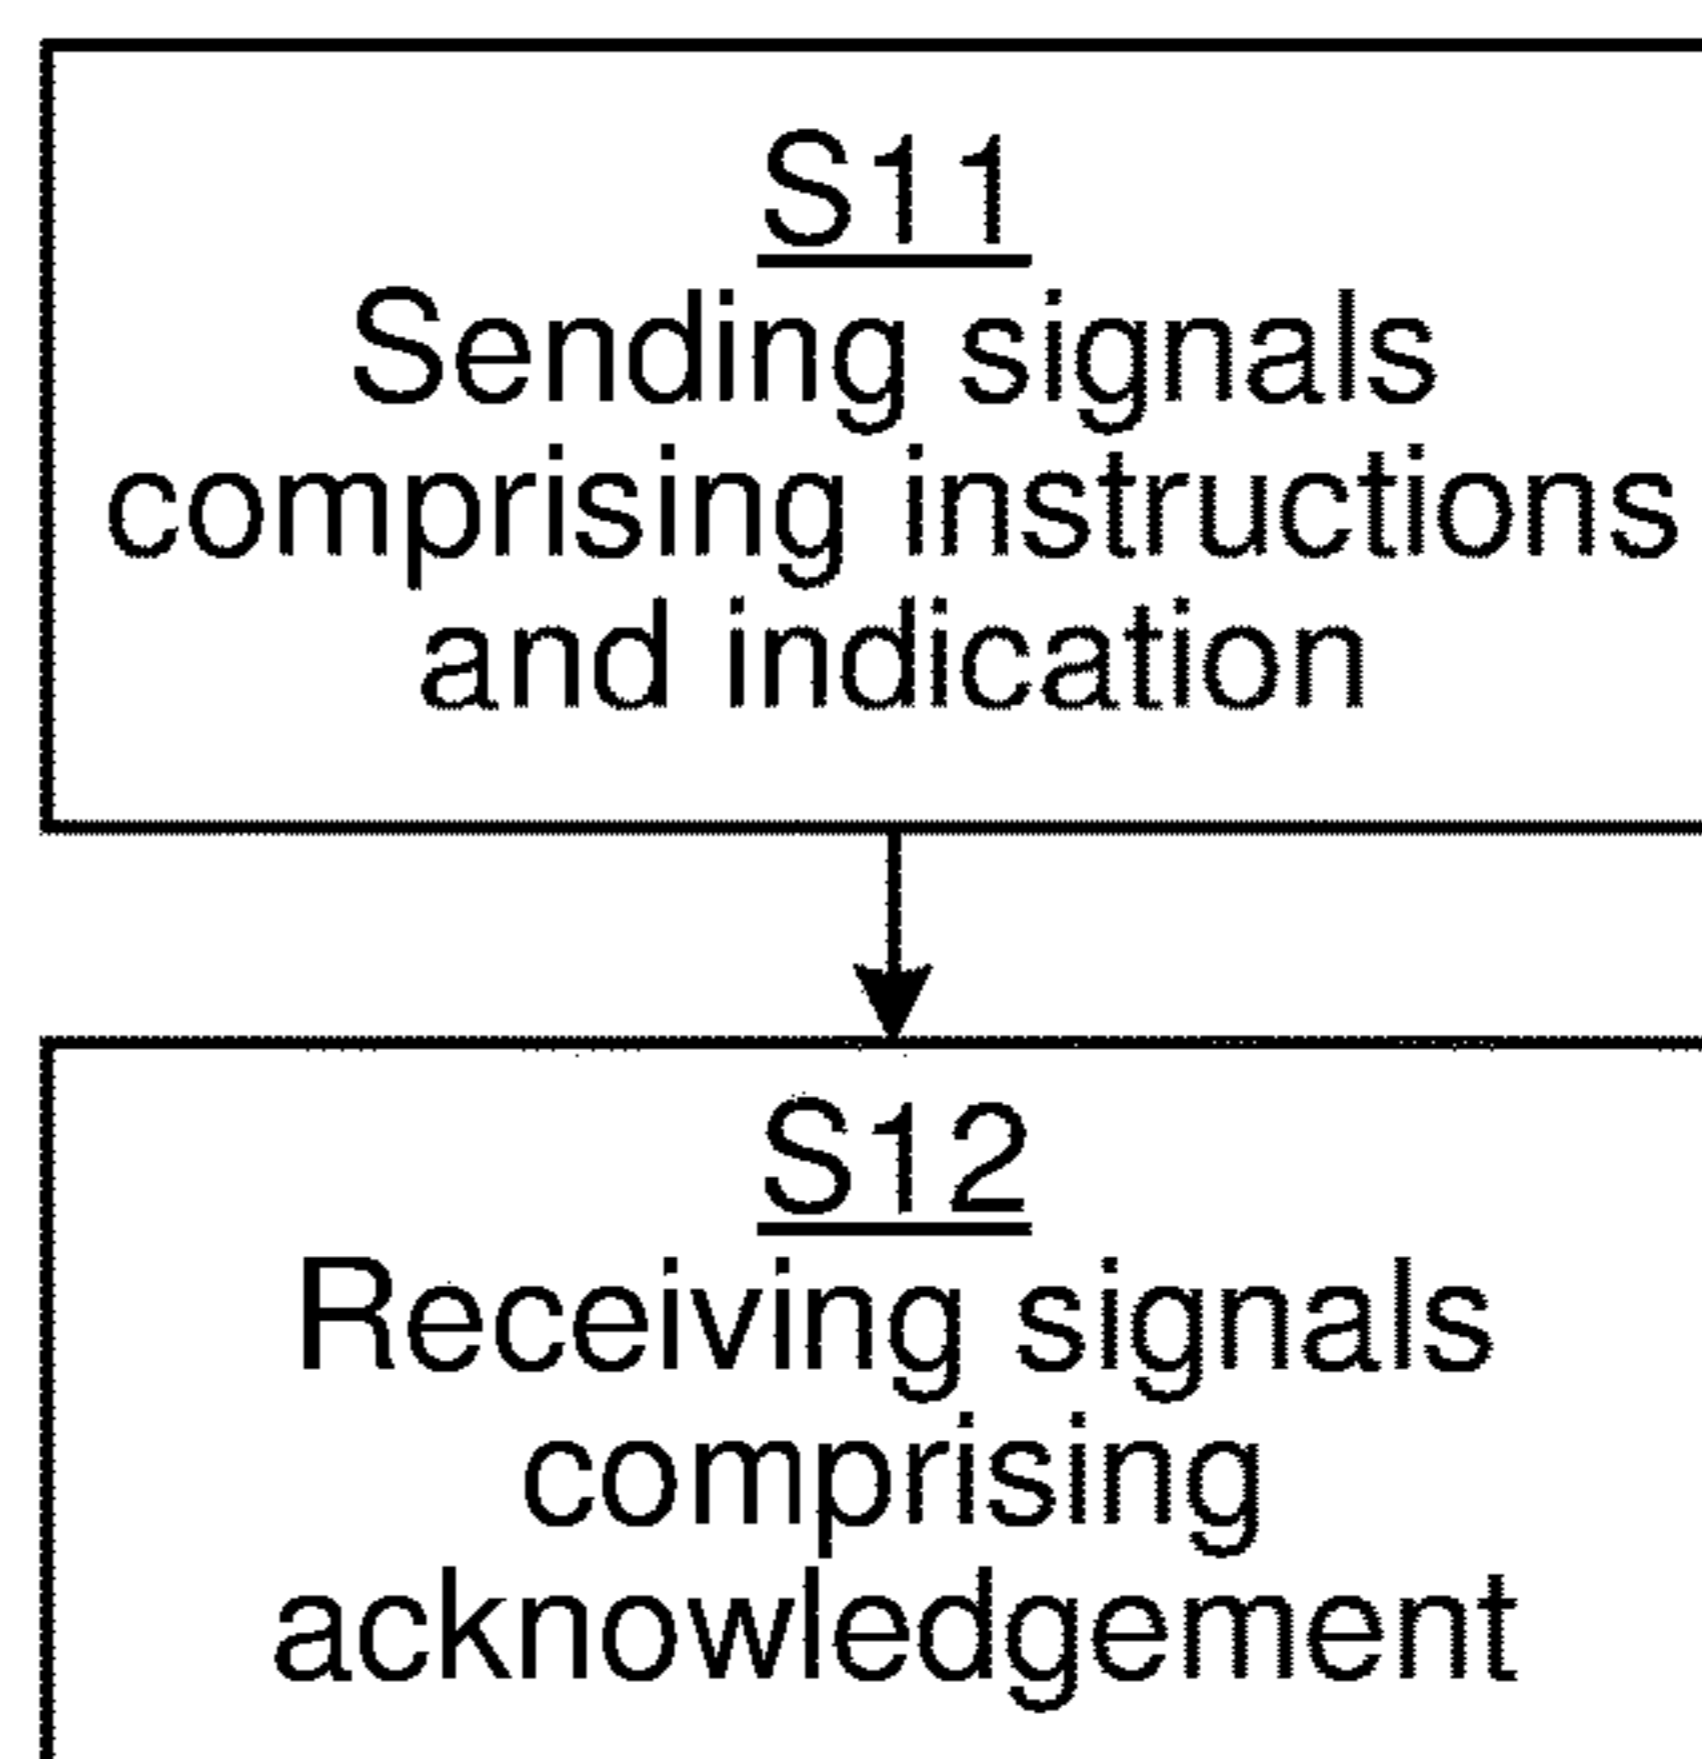 S11
Sending signals
comprising instructions
and indication
S12
Receiving signals
comprising
acknowledgement